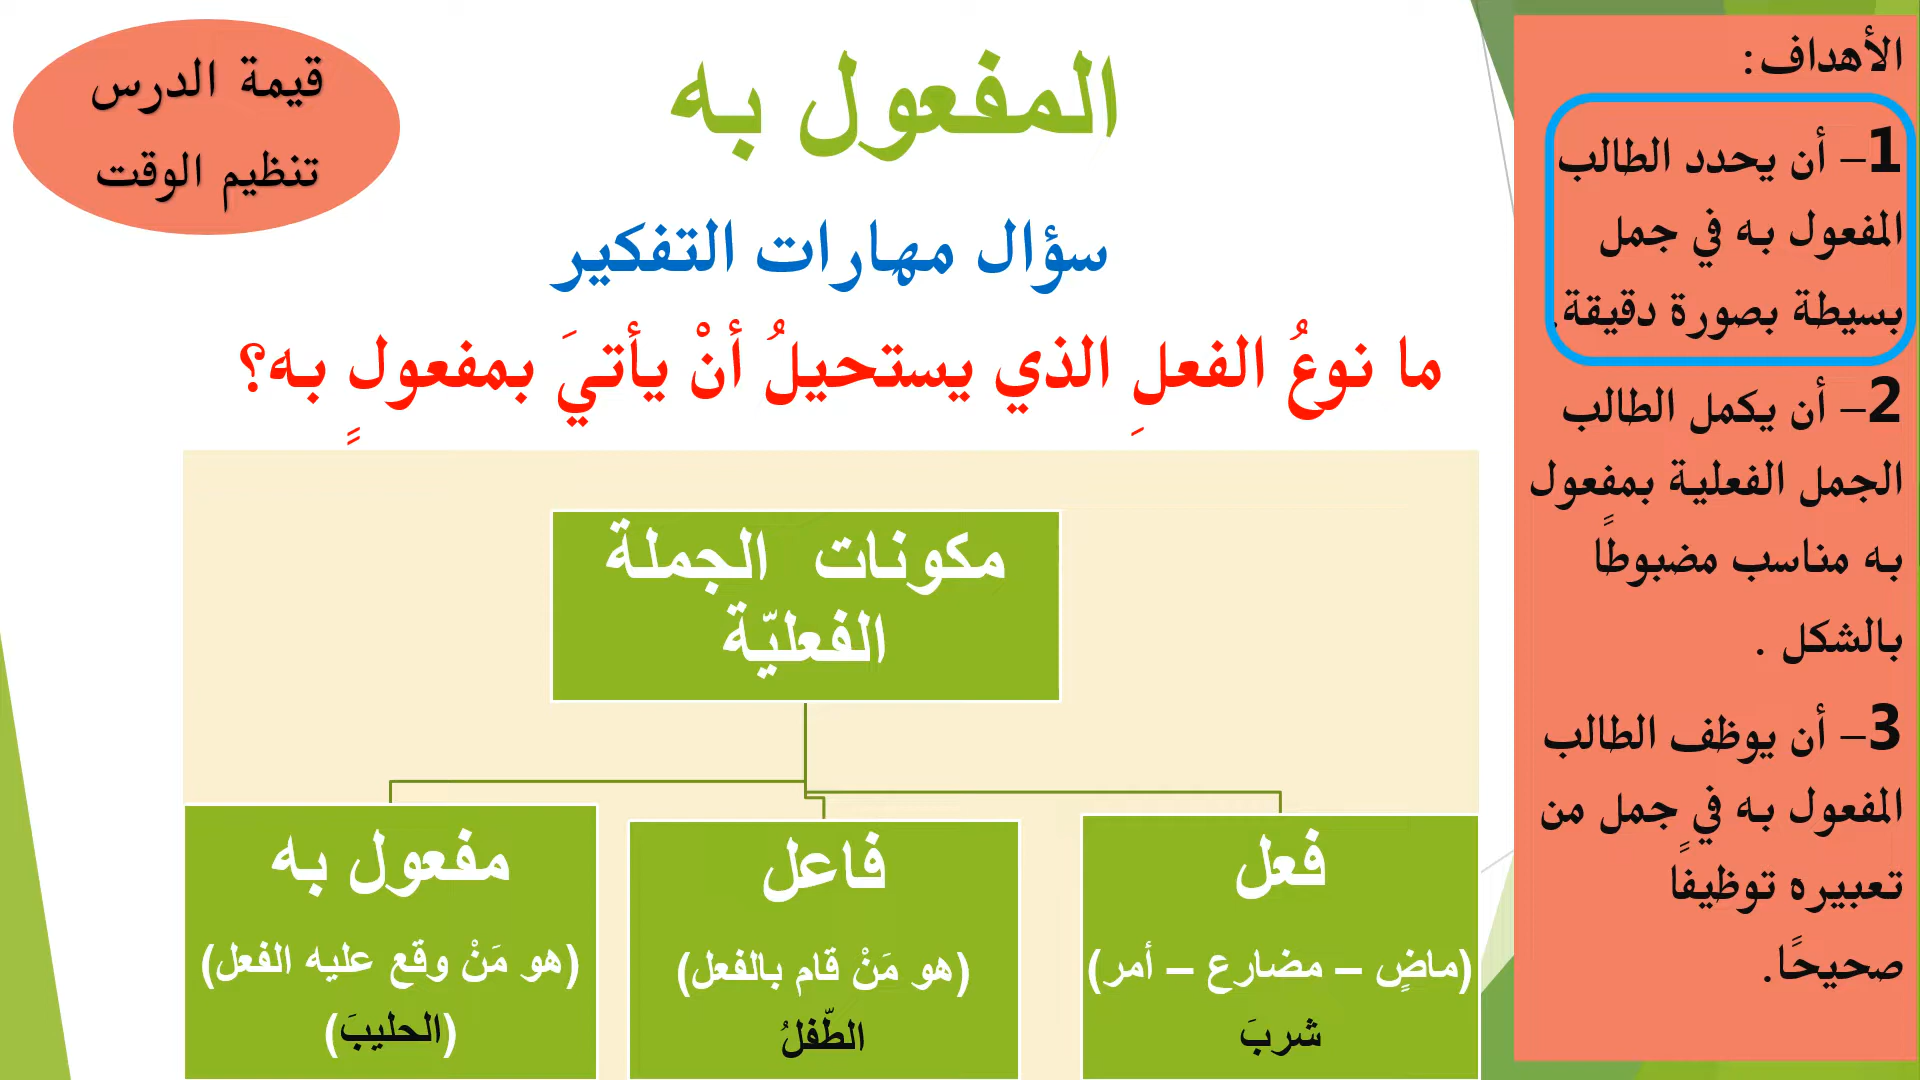 الأهداف:
1– أن يحدد الطالب
المفعول به في جمل
بسيطة بصورة دقيقة.
2– أن يكمل الطالب
الجمل الفعلية بمفعول
به مناسب مضبوطًا
بالشكل .
3– أن يوظف الطالب
المفعول به في جمل من
تعبيره توظيفًا
صحيحًا.
المفعول به
قيمة الدرس
تنظيم الوقت
سؤال مهارات التفكير
ما نوعُ الفعلِ الذي يستحيلُ أنْ يأتيَ بمفعولٍ به؟
مكونات الجملة
الفعليّة
فعل
(ماضٍ – مضارع – أمر)
شربَ
فاعل
(هو مَنْ قام بالفعل)
الطّفلُ
مفعول به
(هو مَنْ وقع عليه الفعل)
(الحليبَ)